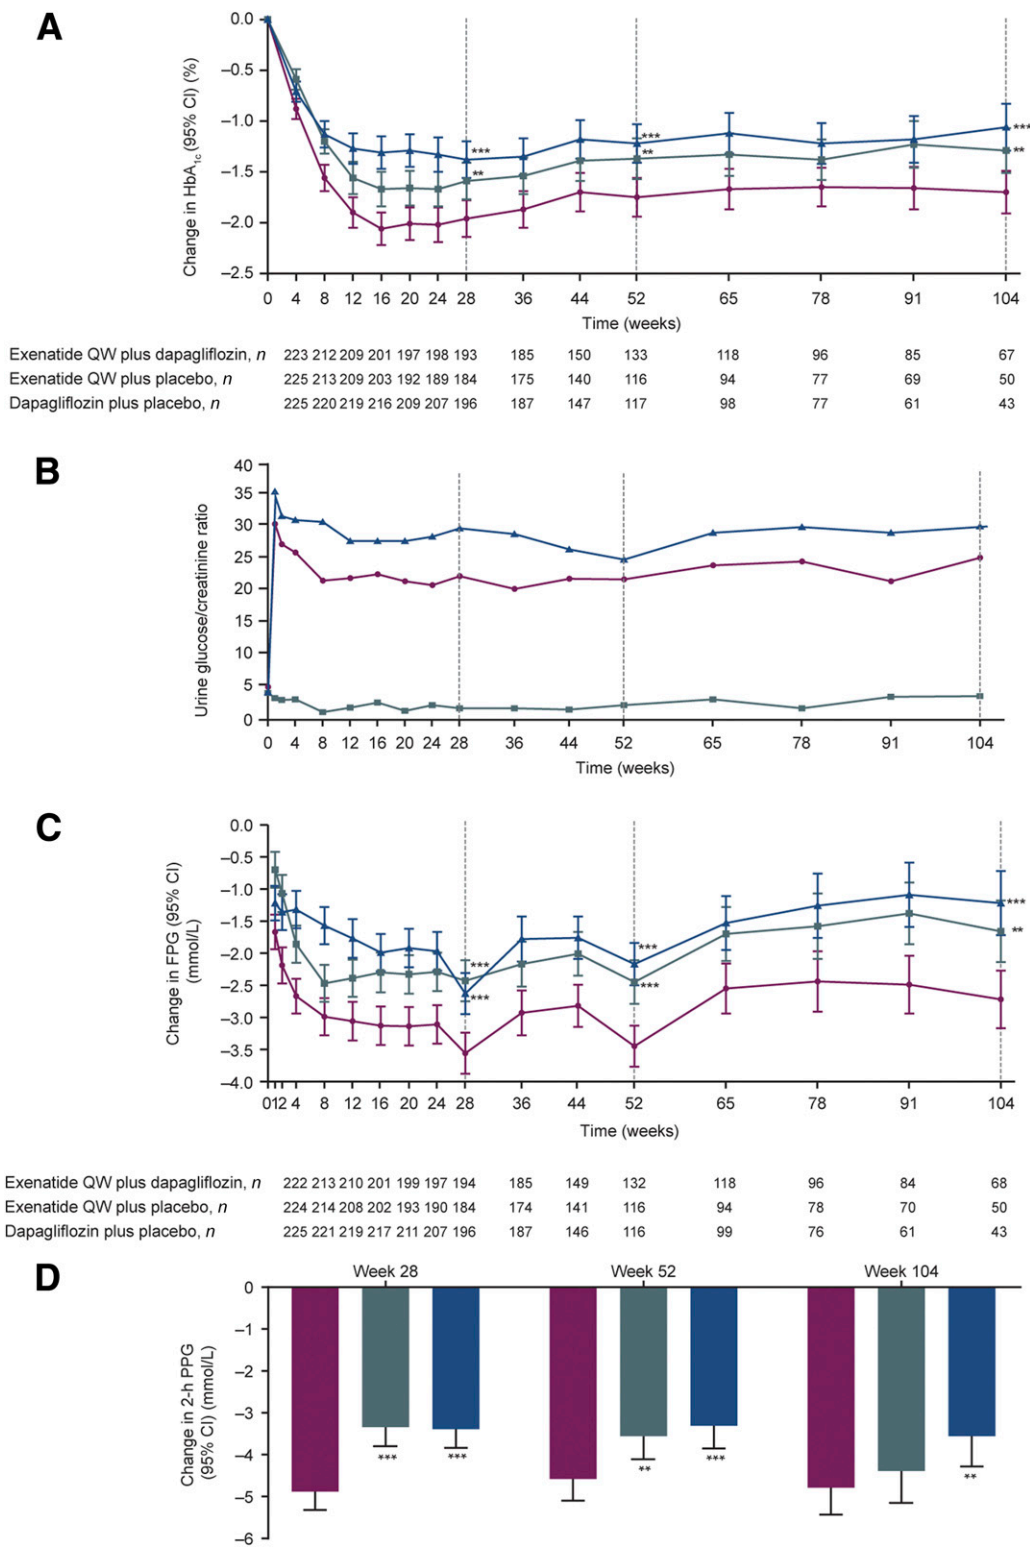 A
Change in HbA1c (95% CI) (%)
0.0
–0.5
–1.0
–1.5
–2.0
–2.5
***
**
***
**
***
**
0 4 8 12 16 20 24 28 36 44 52 65 78 91 104
Time (weeks)
Exenatide QW plus dapagliflozin, n 223 212 209 201 197 198 193 185 150 133 118 96 85 67
Exenatide QW plus placebo, n 225 213 209 203 192 189 184 175 140 116 94 77 69 50
Dapagliflozin plus placebo, n 225 220 219 216 209 207 196 187 147 117 98 77 61 43
B
Urine glucose/creatinine ratio
40
35
30
25
20
15
10
5
0
0 4 8 12 16 20 24 28 36 44 52 65 78 91 104
Time (weeks)
C
Change in FPG (95% CI)
(mmol/L)
0.0
–0.5
–1.0
–1.5
–2.0
–2.5
–3.0
–3.5
–4.0
***
***
***
***
***
**
0 1 2 4 8 12 16 20 24 28 36 44 52 65 78 91 104
Time (weeks)
Exenatide QW plus dapagliflozin, n 222 213 210 201 199 197 194 185 149 132 118 96 84 68
Exenatide QW plus placebo, n 224 214 208 202 193 190 184 174 141 116 94 78 70 50
Dapagliflozin plus placebo, n 225 221 219 217 211 207 196 187 146 116 99 76 61 43
D
Week 28 Week 52 Week 104
Change in 2-h PPG
(95% CI) (mmol/L)
0
–1
–2
–3
–4
–5
–6
*** *** ** *** **